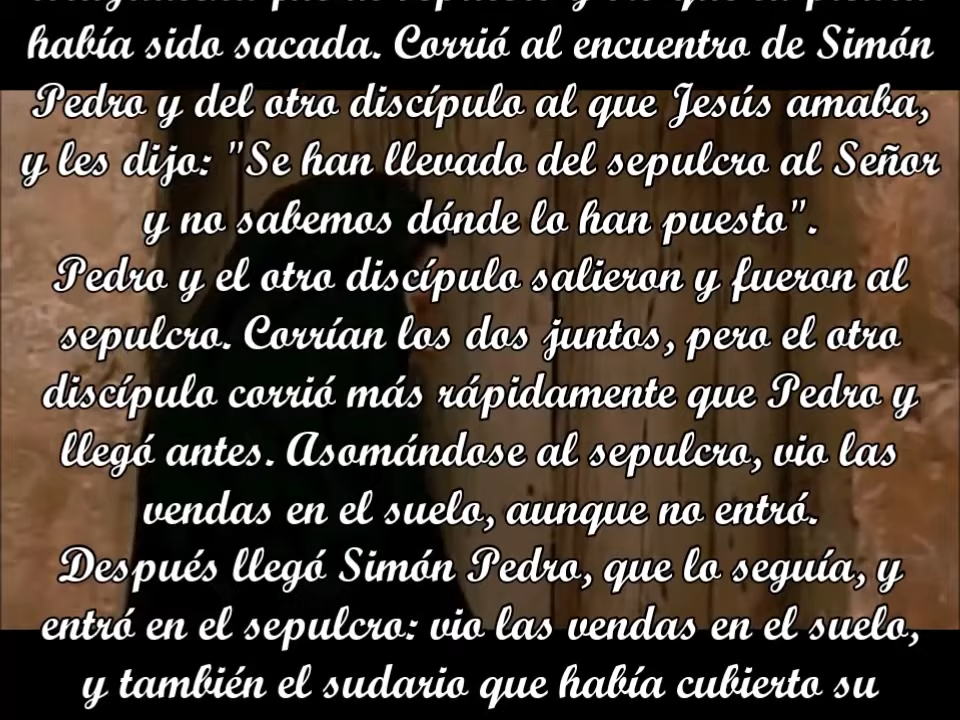 había sido sacada. Corrió al encuentro de Simón
Pedro y del otro discípulo al que Jesús amaba,
y les dijo: "Se han llevado del sepulcro al Señor
y no sabemos dónde lo han puesto".
Pedro y el otro discípulo salieron y fueron al
sepulcro. Corrían los dos juntos, pero el otro
discípulo corrió más rápidamente que Pedro y
llegó antes. Asomándose al sepulcro, vio las
vendas en el suelo, aunque no entró.
Después llegó Simón Pedro, que lo seguía, y
entró en el sepulcro: vio las vendas en el suelo,
y también el sudario que había cubierto su